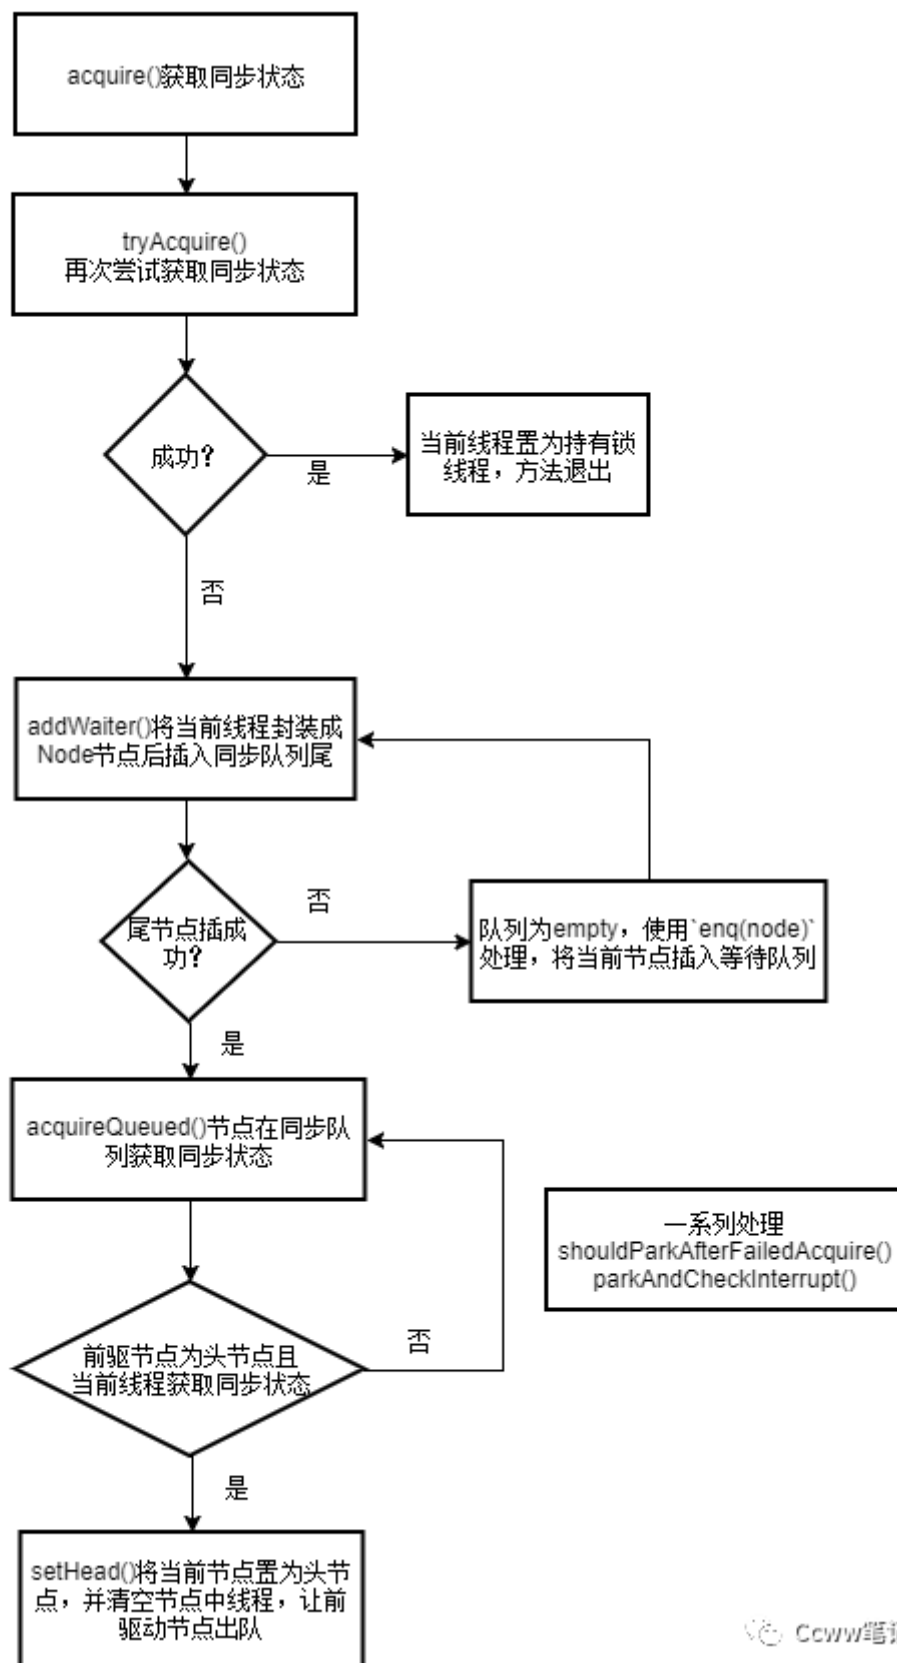 acquire()获取同步状态
tryAcquire()
再次尝试获取同步状态
成功？
是
当前线程置为持有锁
线程，方法退出
否
addWaiter()将当前线程封装成
Node节点后插入同步队列尾
尾节点插成
功？
否
队列为empty，使用`enq(node)`
处理，将当前节点插入等待队列
是
acquireQueued()节点在同步队
列获取同步状态
一系列处理
shouldParkAfterFailedAcquire()
parkAndCheckInterrupt()
前驱节点为头节点且
当前线程获取同步状态
否
是
setHead()将当前节点置为头节
点，并清空节点中线程，让前
驱动节点出队
Ccww笔记